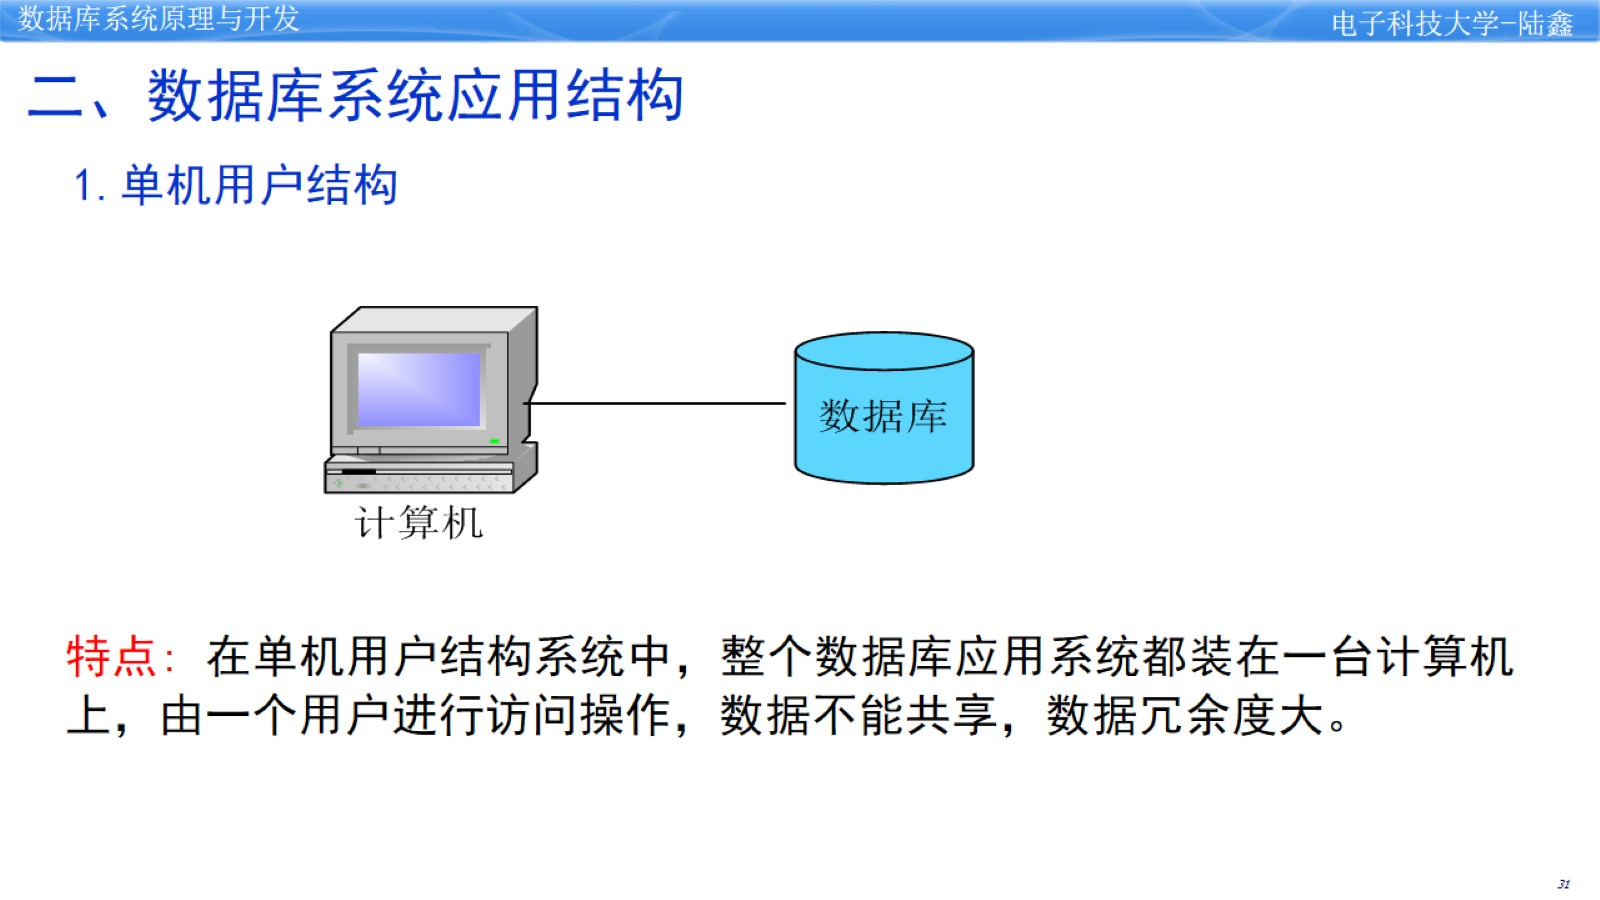 数据库系统原理与开发
电子科技大学-陆鑫
二、数据库系统应用结构
1.单机用户结构
数据库
计算机
特点：在单机用户结构系统中，整个数据库应用系统都装在一台计算机
上，由一个用户进行访问操作，数据不能共享，数据冗余度大。
31